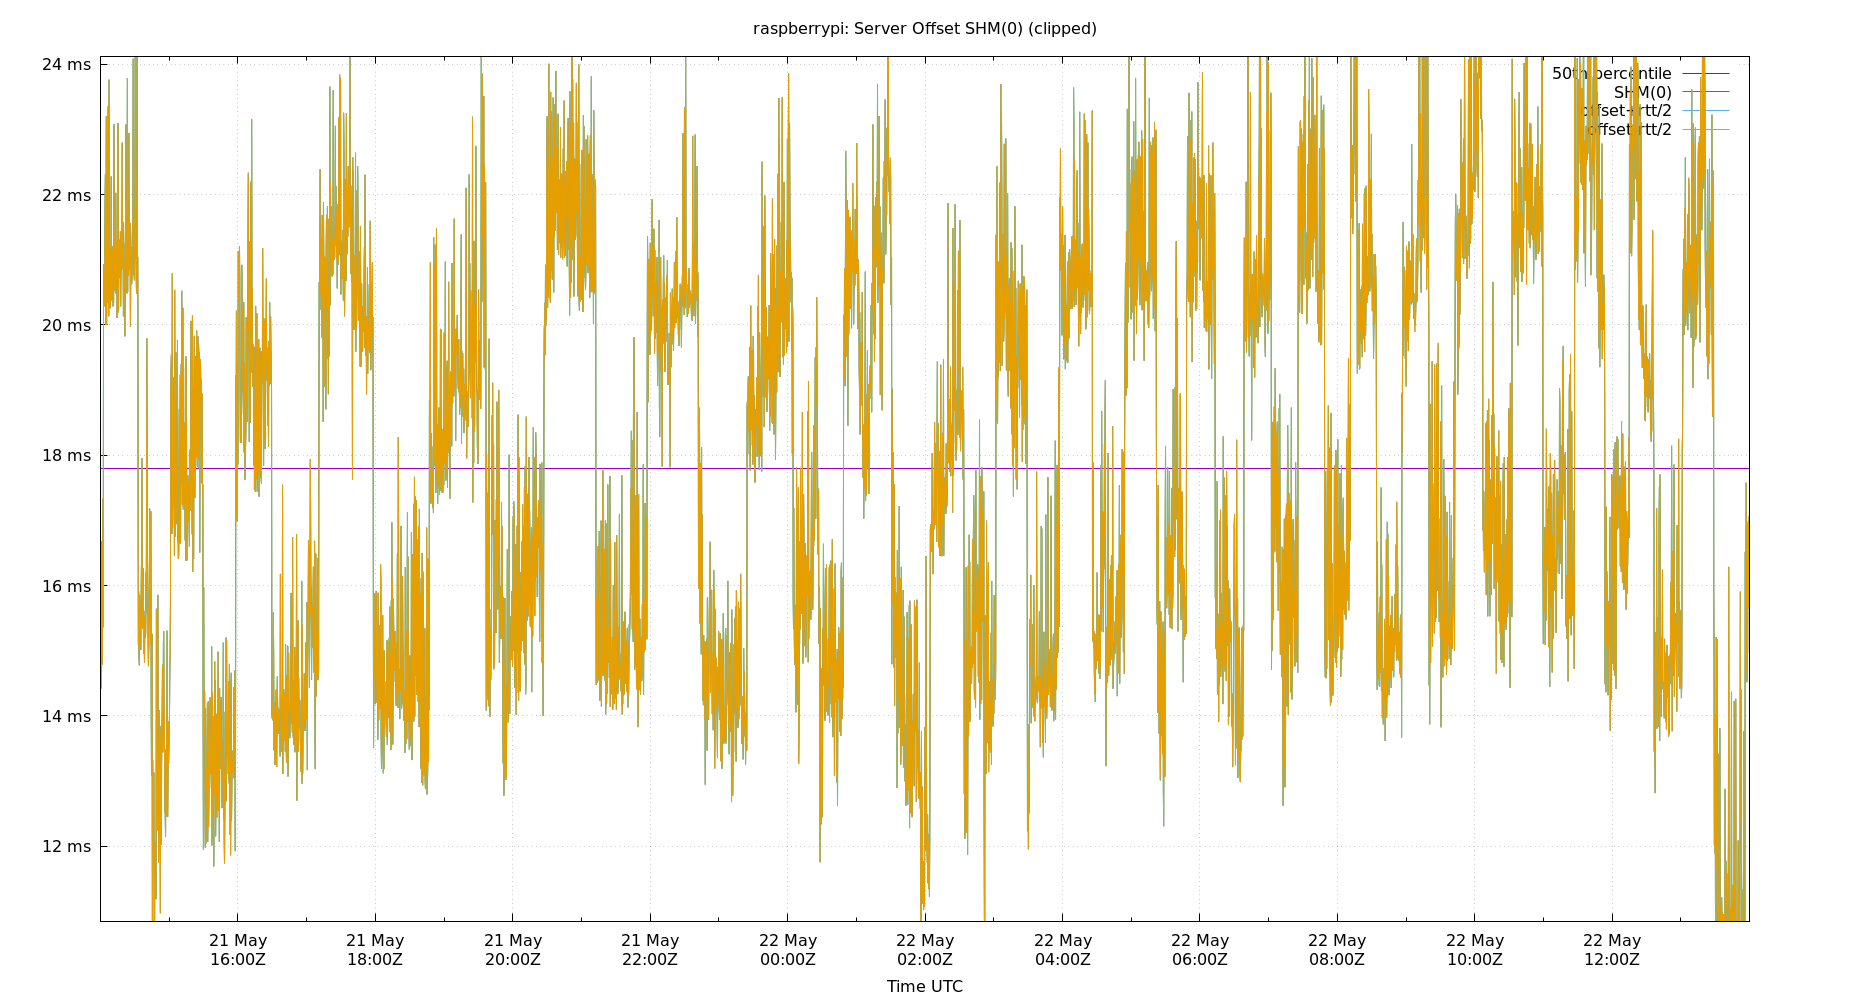 raspberrypi: Server Offset SHM(0) (clipped)
24 ms
22 ms
20 ms
18 ms
16 ms
14 ms
12 ms
50th percentile
SHM(0)
offset+rtt/2
offset-rtt/2
21 May 16:00Z
21 May 18:00Z
21 May 20:00Z
21 May 22:00Z
22 May 00:00Z
22 May 02:00Z
22 May 04:00Z
22 May 06:00Z
22 May 08:00Z
22 May 10:00Z
22 May 12:00Z
Time UTC